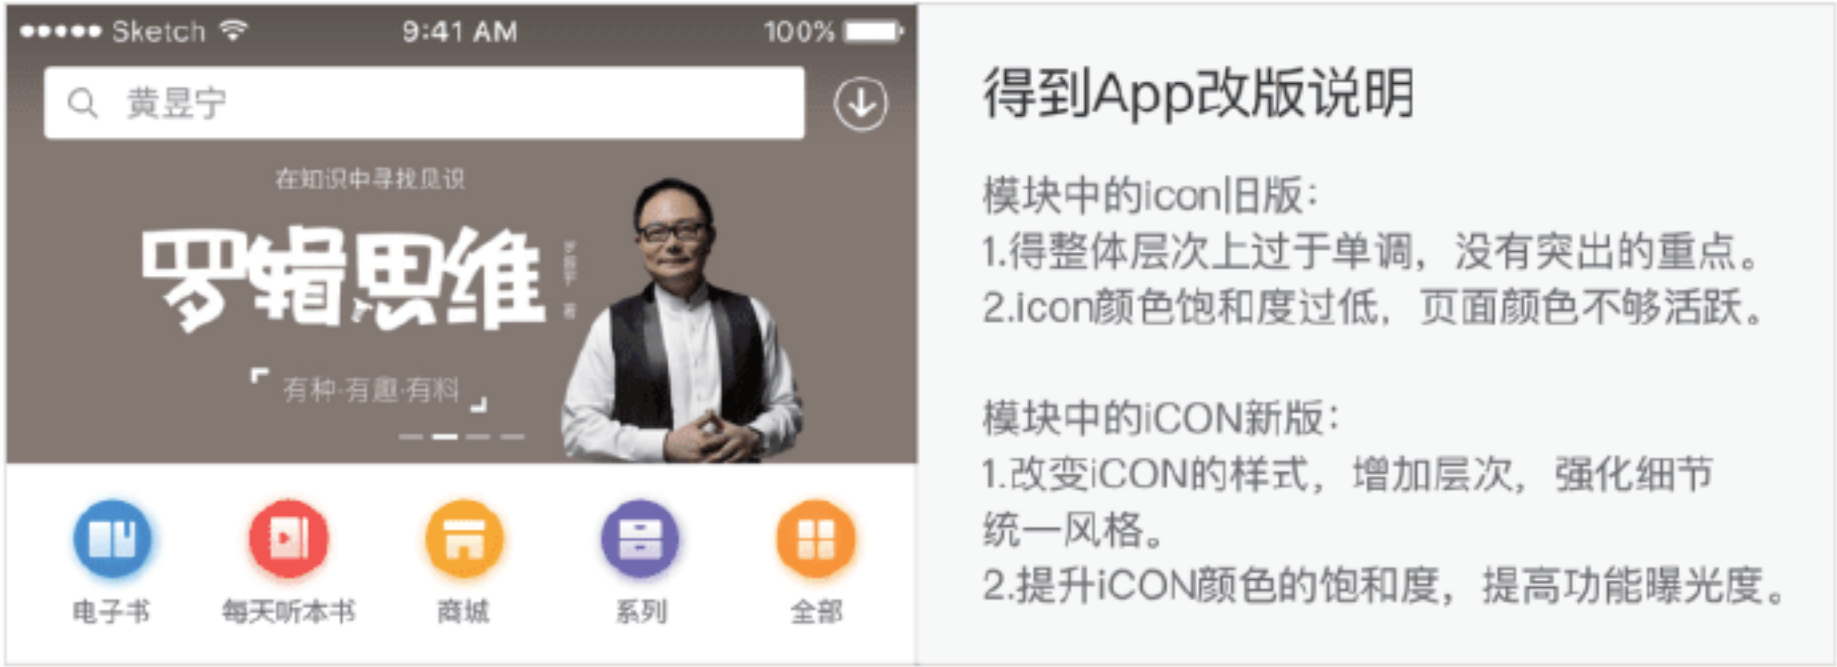 Sketch 9:41 AM 100%
黄昱宁
在知识中寻找见识
罗辑思维
有种·有趣·有料
电子书 每天听本书 商城 系列 全部
得到App改版说明
模块中的icon旧版：
1.得整体层次上过于单调，没有突出的重点。
2.icon颜色饱和度过低，页面颜色不够活跃。
模块中的iCON新版：
1.改变iCON的样式，增加层次，强化细节
统一风格。
2.提升iCON颜色的饱和度，提高功能曝光度。